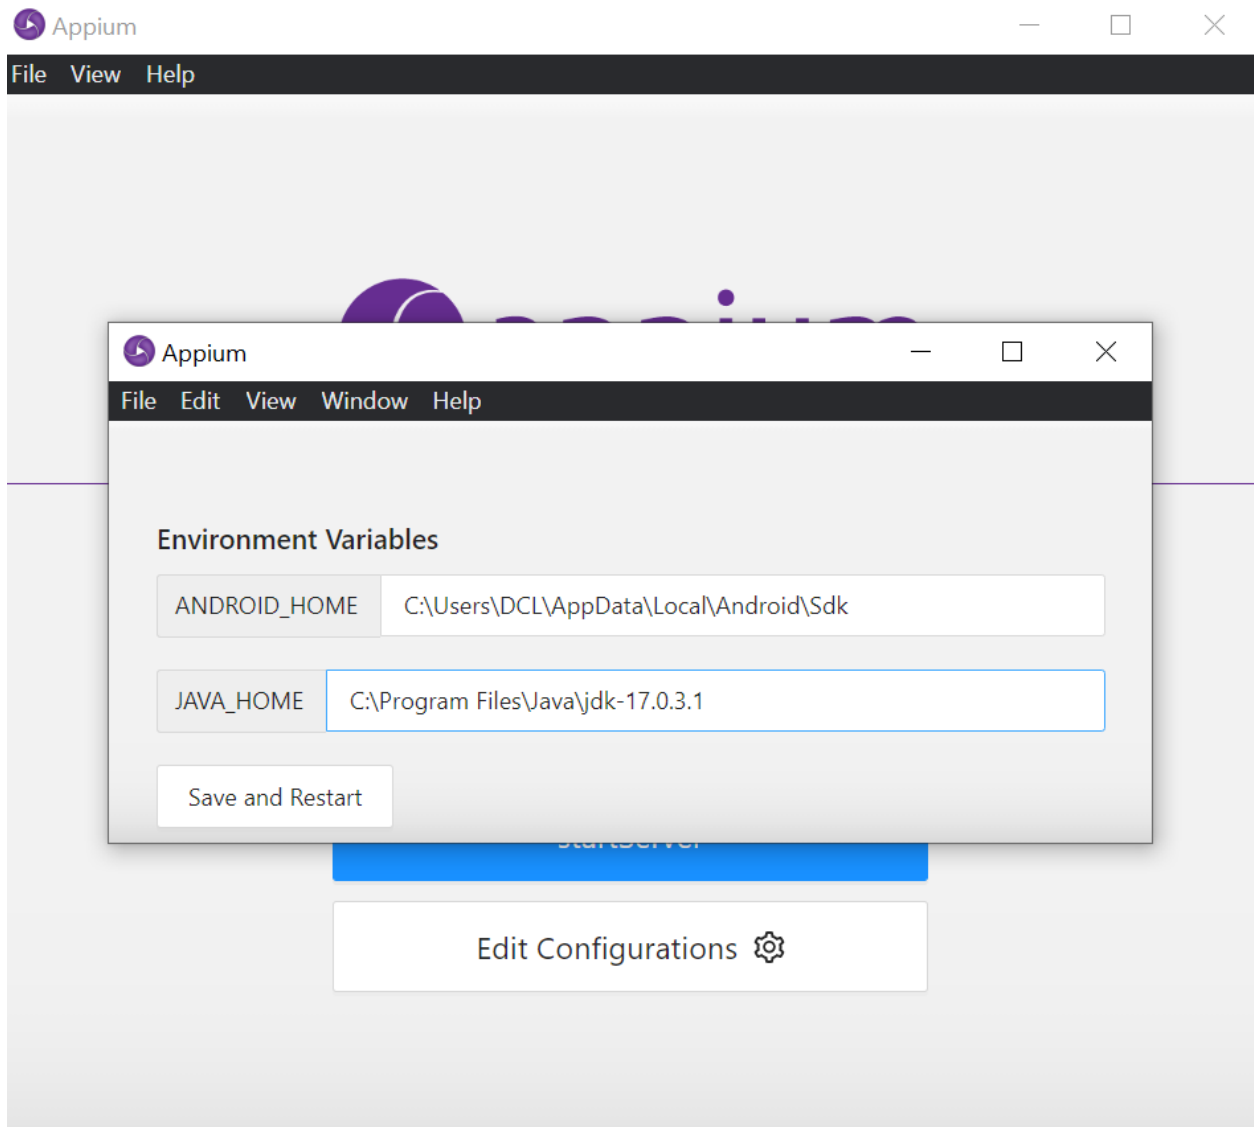 Appium
File View Help
Appium
File Edit View Window Help
Environment Variables
ANDROID_HOME C:\Users\DCL\AppData\Local\Android\Sdk
JAVA_HOME C:\Program Files\Java\jdk-17.0.3.1
Save and Restart
startServer
Edit Configurations